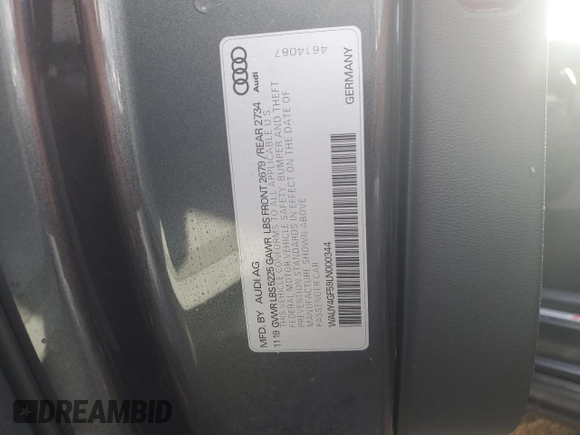 MFD. BY AUDI AG
11 19 GVWR LBS 5225 GAWR LBS FRONT 2679/REAR 2734
THIS VEHICLE CONFORMS TO ALL APPLICABLE U.S.
FEDERAL MOTOR VEHICLE SAFETY, BUMPER AND THEFT
PREVENTION STANDARDS IN EFFECT ON THE DATE OF
MANUFACTURE SHOWN ABOVE
PASSENGER CAR
WAUY4GF59LN000344
Audi
4614087
GERMANY
DREAMBID